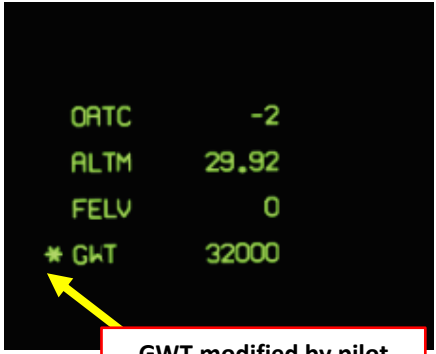 OATC -2
ALTM 29.92
FELV 0
* GWT 32000
GWT modified by pilot